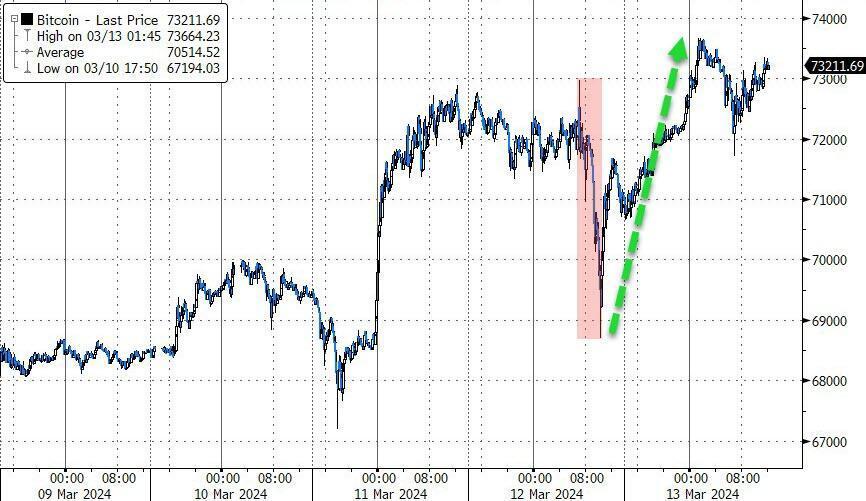 Bitcoin - Last Price 73211.69
High on 03/13 01:45 73664.23
Average 70514.52
Low on 03/10 17:50 67194.03
74000
73211.69
73000
72000
71000
70000
69000
68000
67000
00:00 08:00 00:00 08:00 00:00 08:00 00:00 08:00 00:00 08:00
09 Mar 2024 10 Mar 2024 11 Mar 2024 12 Mar 2024 13 Mar 2024